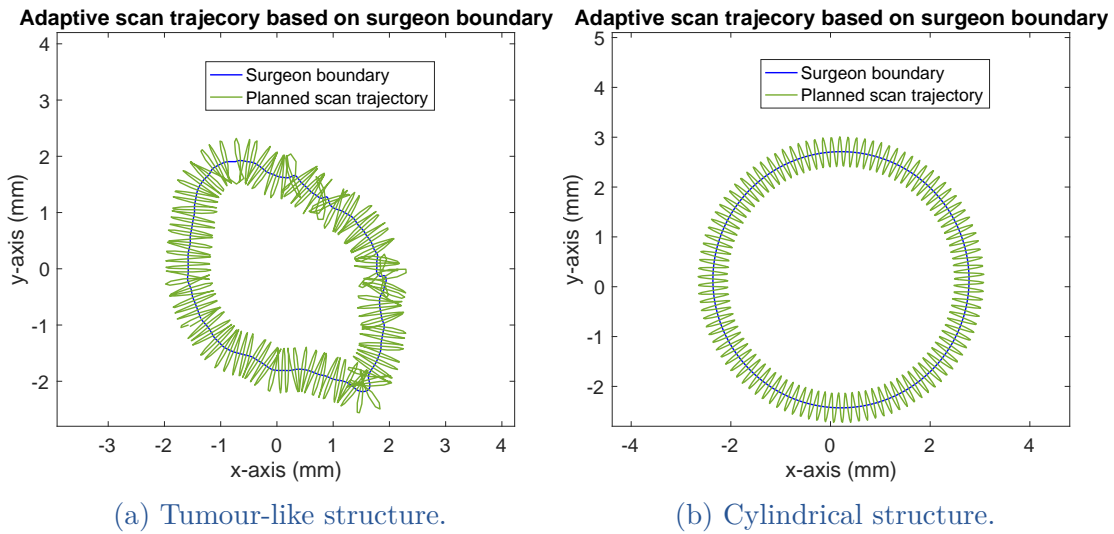 Adaptive scan trajecory based on surgeon boundary
4
3
2
1
0
-1
-2
y-axis (mm)
Surgeon boundary
Planned scan trajectory
-3 -2 -1 0 1 2 3 4
x-axis (mm)
(a) Tumour-like structure.
Adaptive scan trajecory based on surgeon boundary
5
4
3
2
1
0
-1
-2
y-axis (mm)
Surgeon boundary
Planned scan trajectory
-4 -2 0 2 4
x-axis (mm)
(b) Cylindrical structure.